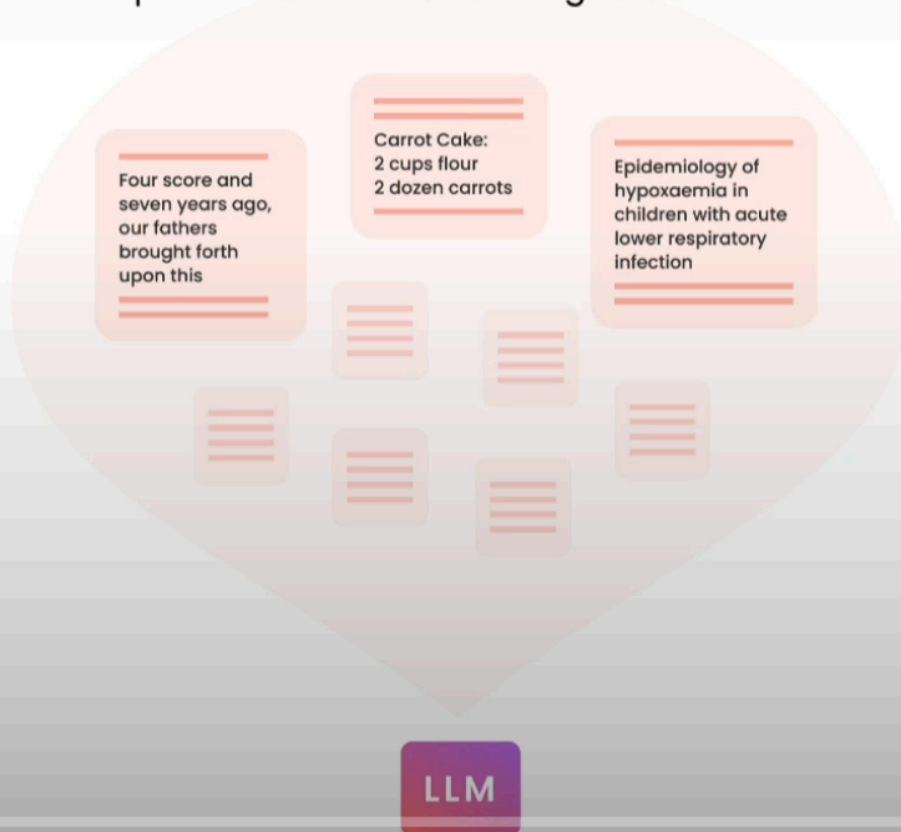 Four score and
seven years ago,
our fathers
brought forth
upon this
Carrot Cake:
2 cups flour
2 dozen carrots
Epidemiology of
hypoxaemia in
children with acute
lower respiratory
infection
LLM